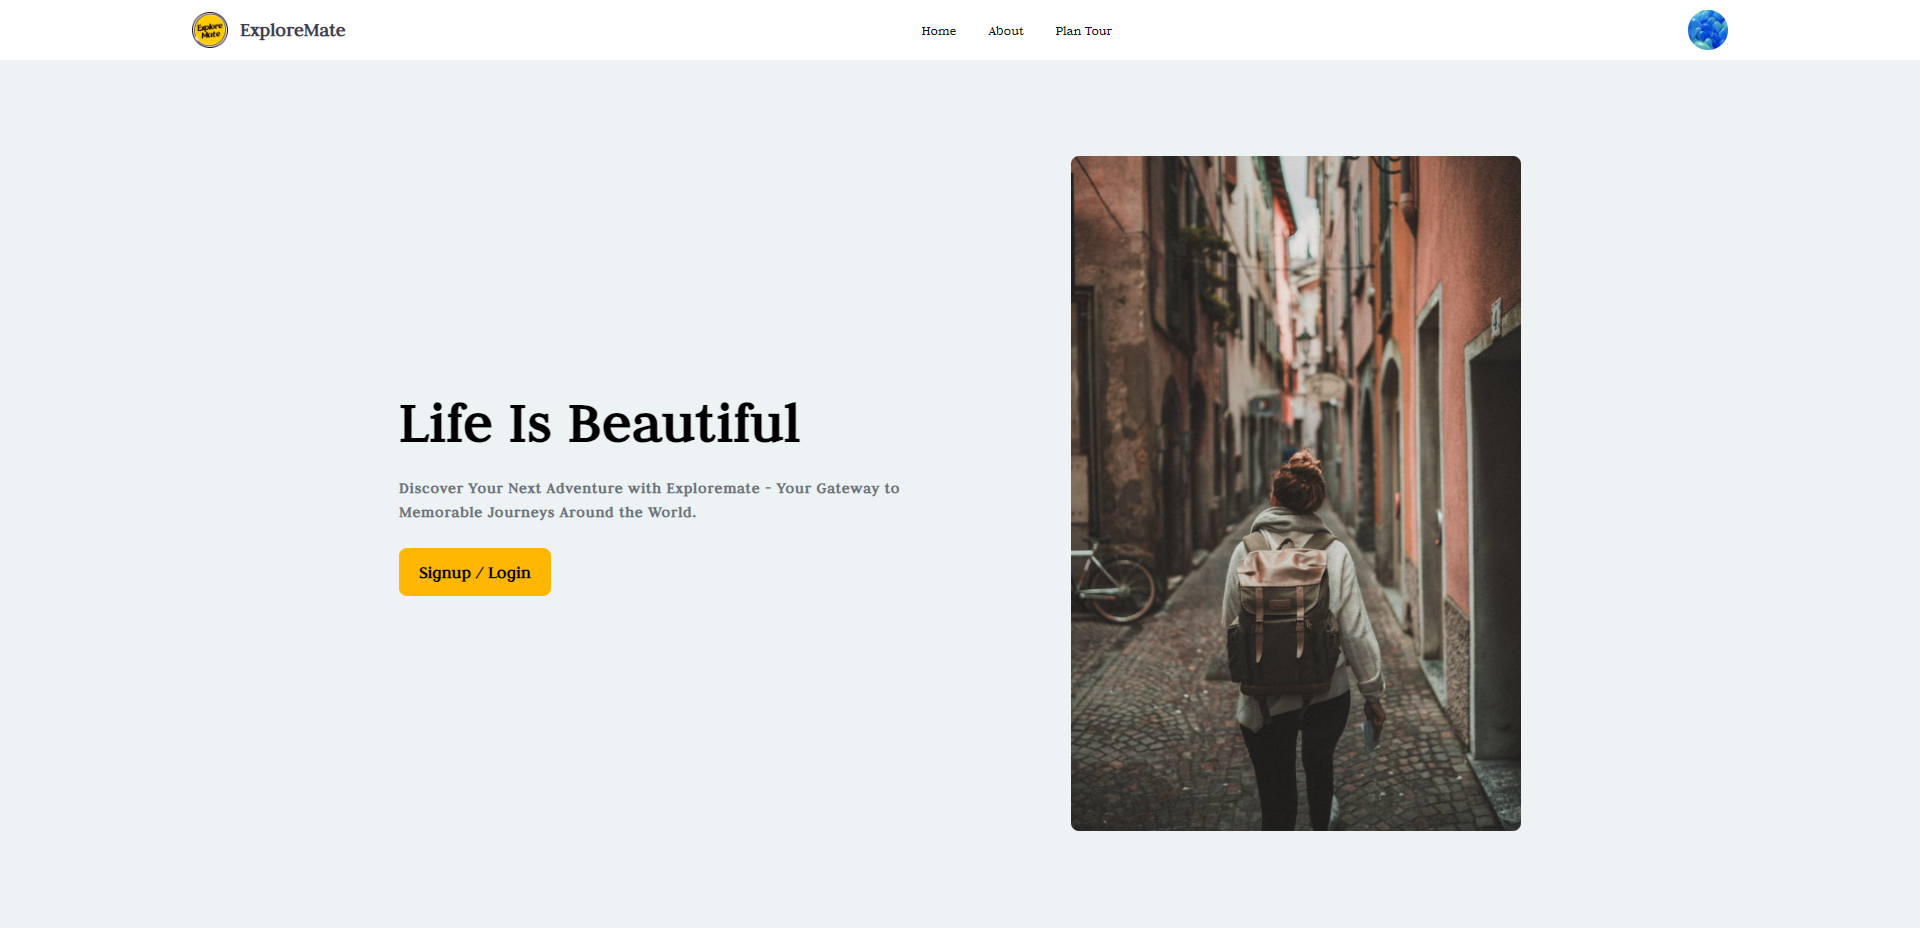 Explore
Mate
ExploreMate
Home About Plan Tour
Life Is Beautiful
Discover Your Next Adventure with Exploremate - Your Gateway to
Memorable Journeys Around the World.
Signup / Login
4